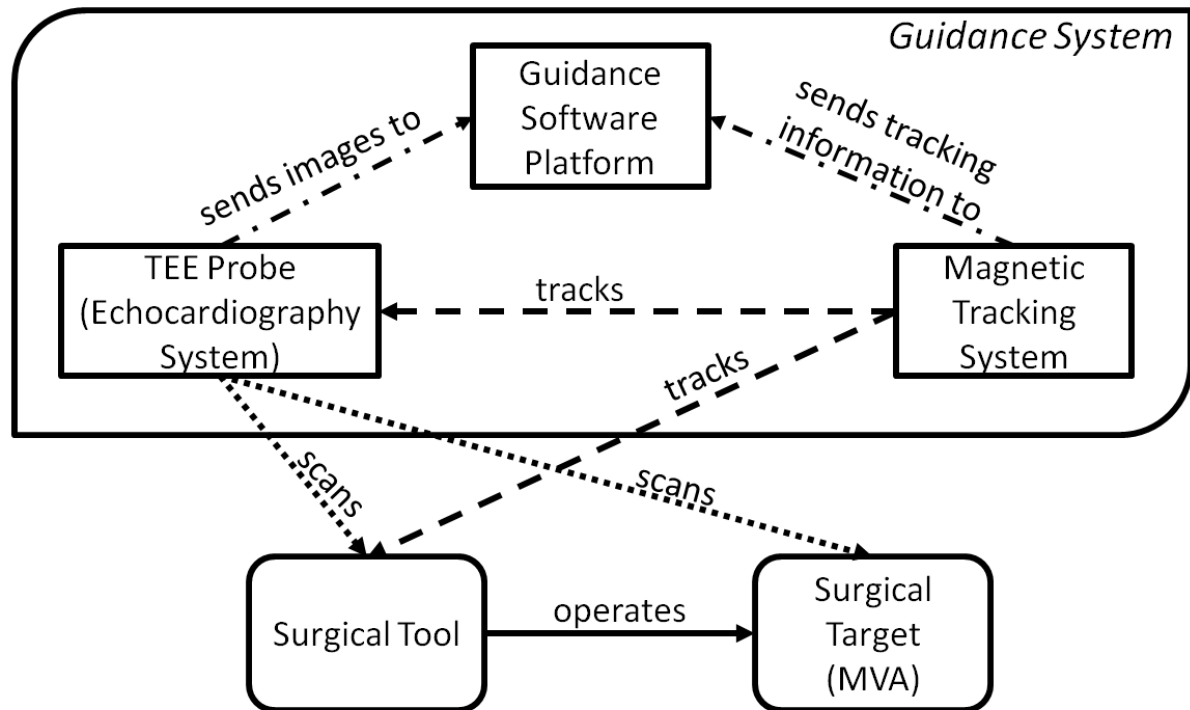 Guidance System
Guidance
Software
Platform
sends images to
sends tracking
information to
TEE Probe
(Echocardiography
System)
tracks
Magnetic
Tracking
System
tracks
scans
scans
Surgical Tool
operates
Surgical
Target
(MVA)